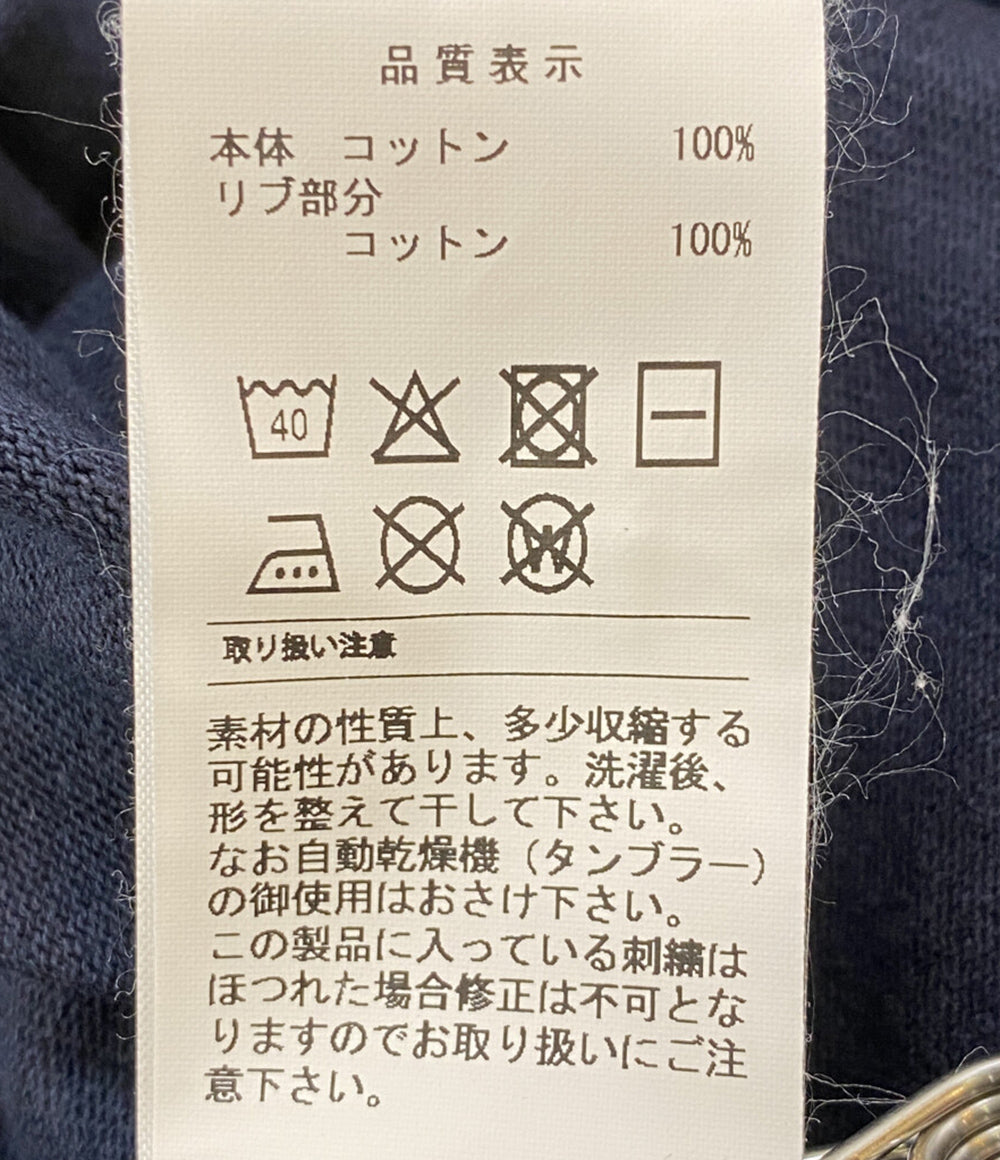 品質表示
本体 コットン 100%
リブ部分
コットン 100%
40
W
取り扱い注意
素材の性質上、多少収縮する
可能性があります。洗濯後、
形を整えて干して下さい。
なお自動乾燥機（タンブラー）
の御使用はおさけ下さい。
この製品に入っている刺繍は
ほつれた場合修正は不可とな
りますのでお取り扱いにご注
意下さい。